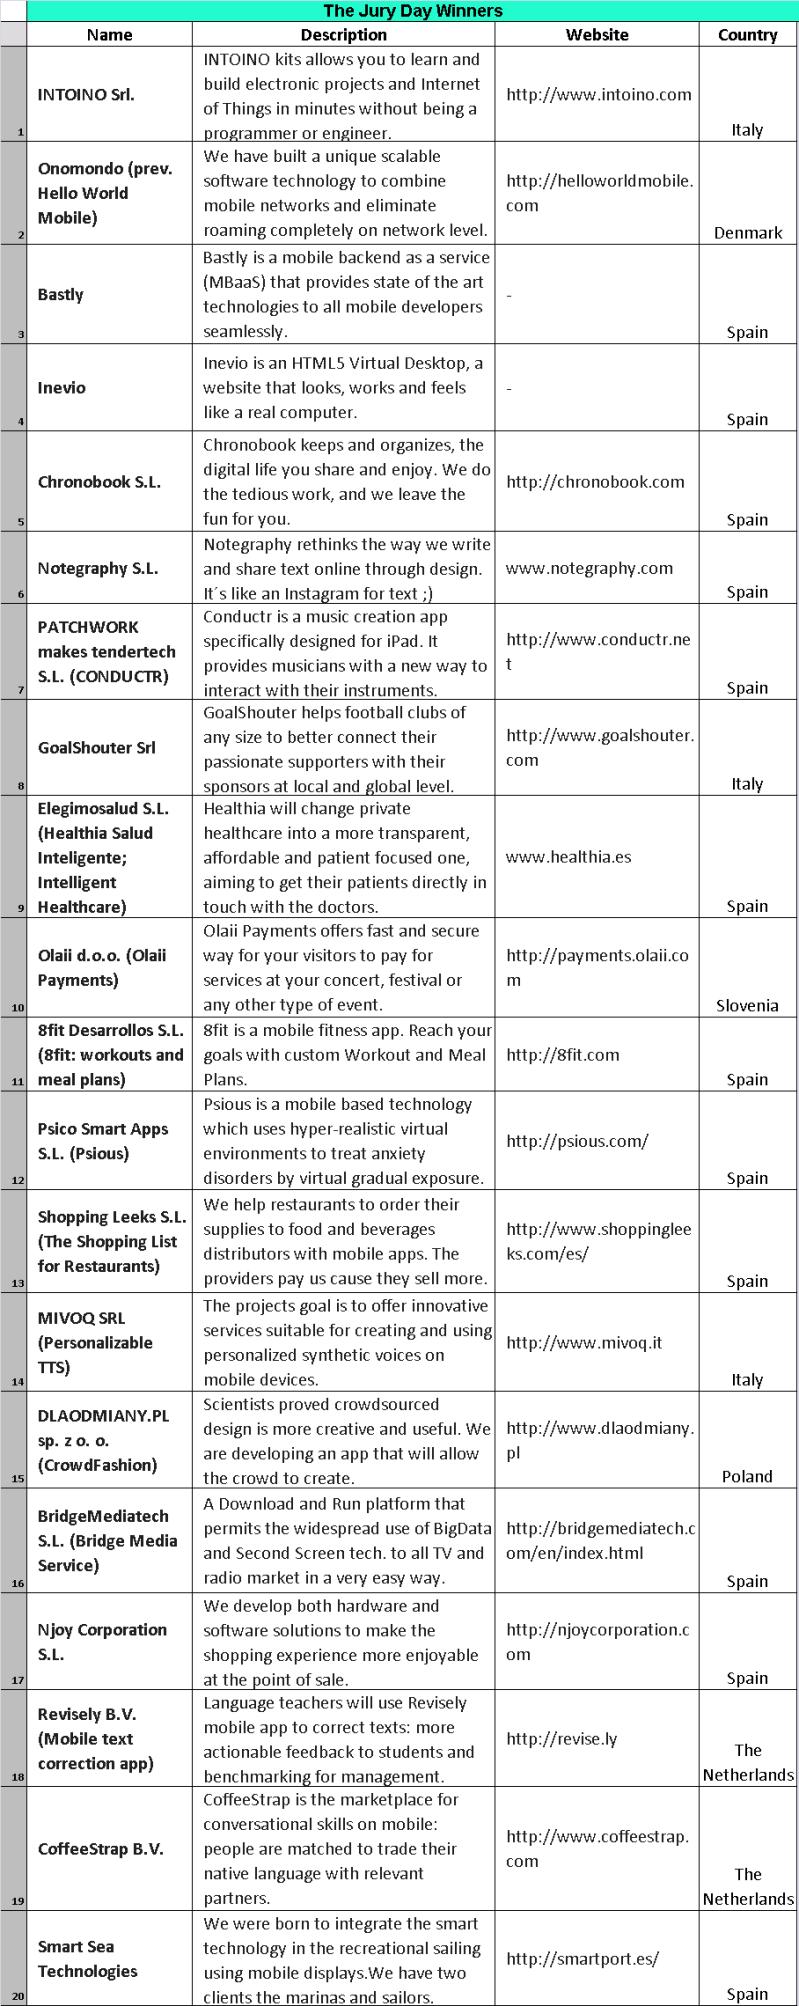 The Jury Day Winners
Name Description Website Country
1
INTOINO Srl.
INTOINO kits allows you to learn and
build electronic projects and Internet
of Things in minutes without being a
programmer or engineer.
http://www.intoino.com
Italy
2
Onomondo (prev.
Hello World
Mobile)
We have built a unique scalable
software technology to combine
mobile networks and eliminate
roaming completely on network level.
http://helloworldmobile.
com
Denmark
3
Bastly
Bastly is a mobile backend as a service
(MBaaS) that provides state of the art
technologies to all mobile developers
seamlessly.
-
Spain
4
Inevio
Inevio is an HTML5 Virtual Desktop, a
website that looks, works and feels
like a real computer.
-
Spain
5
Chronobook S.L.
Chronobook keeps and organizes, the
digital life you share and enjoy. We do
the tedious work, and we leave the
fun for you.
http://chronobook.com
Spain
6
Notegraphy S.L.
Notegraphy rethinks the way we write
and share text online through design.
It´s like an Instagram for text ;)
www.notegraphy.com
Spain
7
PATCHWORK
makes tendertech
S.L. (CONDUCTR)
Conductr is a music creation app
specifically designed for iPad. It
provides musicians with a new way to
interact with their instruments.
http://www.conductr.ne
t
Spain
8
GoalShouter Srl
GoalShouter helps football clubs of
any size to better connect their
passionate supporters with their
sponsors at local and global level.
http://www.goalshouter.
com
Italy
9
Elegimosalud S.L.
(Healthia Salud
Inteligente;
Intelligent
Healthcare)
Healthia will change private
healthcare into a more transparent,
affordable and patient focused one,
aiming to get their patients directly in
touch with the doctors.
www.healthia.es
Spain
10
Olaii d.o.o. (Olaii
Payments)
Olaii Payments offers fast and secure
way for your visitors to pay for
services at your concert, festival or
any other type of event.
http://payments.olaii.co
m
Slovenia
11
8fit Desarrollos S.L.
(8fit: workouts and
meal plans)
8fit is a mobile fitness app. Reach your
goals with custom Workout and Meal
Plans.
http://8fit.com
Spain
12
Psico Smart Apps
S.L. (Psious)
Psious is a mobile based technology
which uses hyper-realistic virtual
environments to treat anxiety
disorders by virtual gradual exposure.
http://psious.com/
Spain
13
Shopping Leeks S.L.
(The Shopping List
for Restaurants)
We help restaurants to order their
supplies to food and beverages
distributors with mobile apps. The
providers pay us cause they sell more.
http://www.shoppinglee
ks.com/es/
Spain
14
MIVOQ SRL
(Personalizable
TTS)
The projects goal is to offer innovative
services suitable for creating and using
personalized synthetic voices on
mobile devices.
http://www.mivoq.it
Italy
15
DLAODMIANY.PL
sp. z o. o.
(CrowdFashion)
Scientists proved crowdsourced
design is more creative and useful. We
are developing an app that will allow
the crowd to create.
http://www.dlaodmiany.
pl
Poland
16
BridgeMediatech
S.L. (Bridge Media
Service)
A Download and Run platform that
permits the widespread use of BigData
and Second Screen tech. to all TV and
radio market in a very easy way.
http://bridgemediatech.c
om/en/index.html
Spain
17
Njoy Corporation
S.L.
We develop both hardware and
software solutions to make the
shopping experience more enjoyable
at the point of sale.
http://njoycorporation.c
om
Spain
18
Revisely B.V.
(Mobile text
correction app)
Language teachers will use Revisely
mobile app to correct texts: more
actionable feedback to students and
benchmarking for management.
http://revise.ly
The
Netherlands
19
CoffeeStrap B.V.
CoffeeStrap is the marketplace for
conversational skills on mobile:
people are matched to trade their
native language with relevant
partners.
http://www.coffeestrap.
com
The
Netherlands
20
Smart Sea
Technologies
We were born to integrate the smart
technology in the recreational sailing
using mobile displays.We have two
clients the marinas and sailors.
http://smartport.es/
Spain